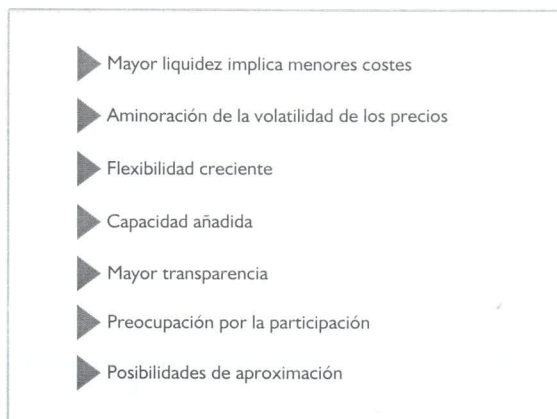 Mayor liquidez implica menores costes
Aminoración de la volatilidad de los precios
Flexibilidad creciente
Capacidad añadida
Mayor transparencia
Preocupación por la participación
Posibilidades de aproximación